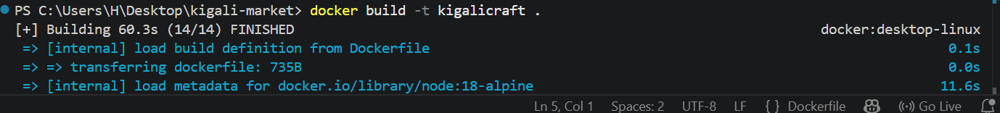 PS C:\Users\H\Desktop\kigali-market> docker build -t kigalicraft .
[+] Building 60.3s (14/14) FINISHED docker:desktop-linux
=> [internal] load build definition from Dockerfile 0.1s
=> => transferring dockerfile: 735B 0.0s
=> [internal] load metadata for docker.io/library/node:18-alpine 11.6s
Ln 5, Col 1 Spaces: 2 UTF-8 LF { } Dockerfile Go Live